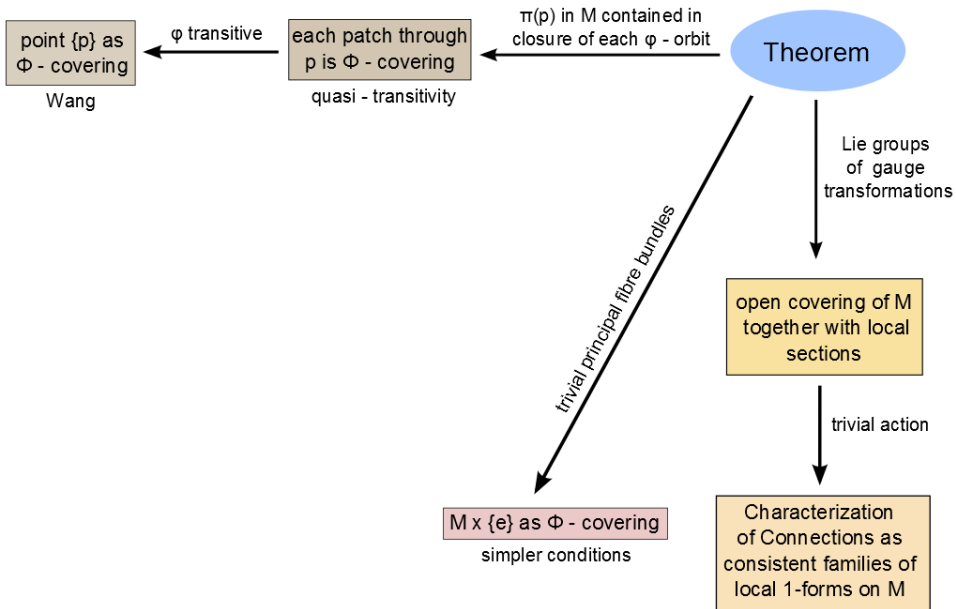 point {p} as
Φ - covering
Wang
φ transitive
each patch through
p is Φ - covering
quasi - transitivity
π(p) in M contained in
closure of each φ - orbit
Theorem
Lie groups
of gauge
transformations
trivial principal fibre bundles
open covering of M
together with local
sections
trivial action
M x {e} as Φ - covering
simpler conditions
Characterization
of Connections as
consistent families of
local 1-forms on M